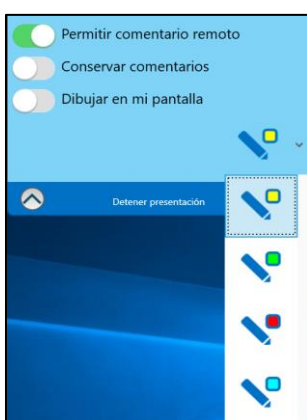 Permitir comentario remoto
Conservar comentarios
Dibujar en mi pantalla
Detener presentación